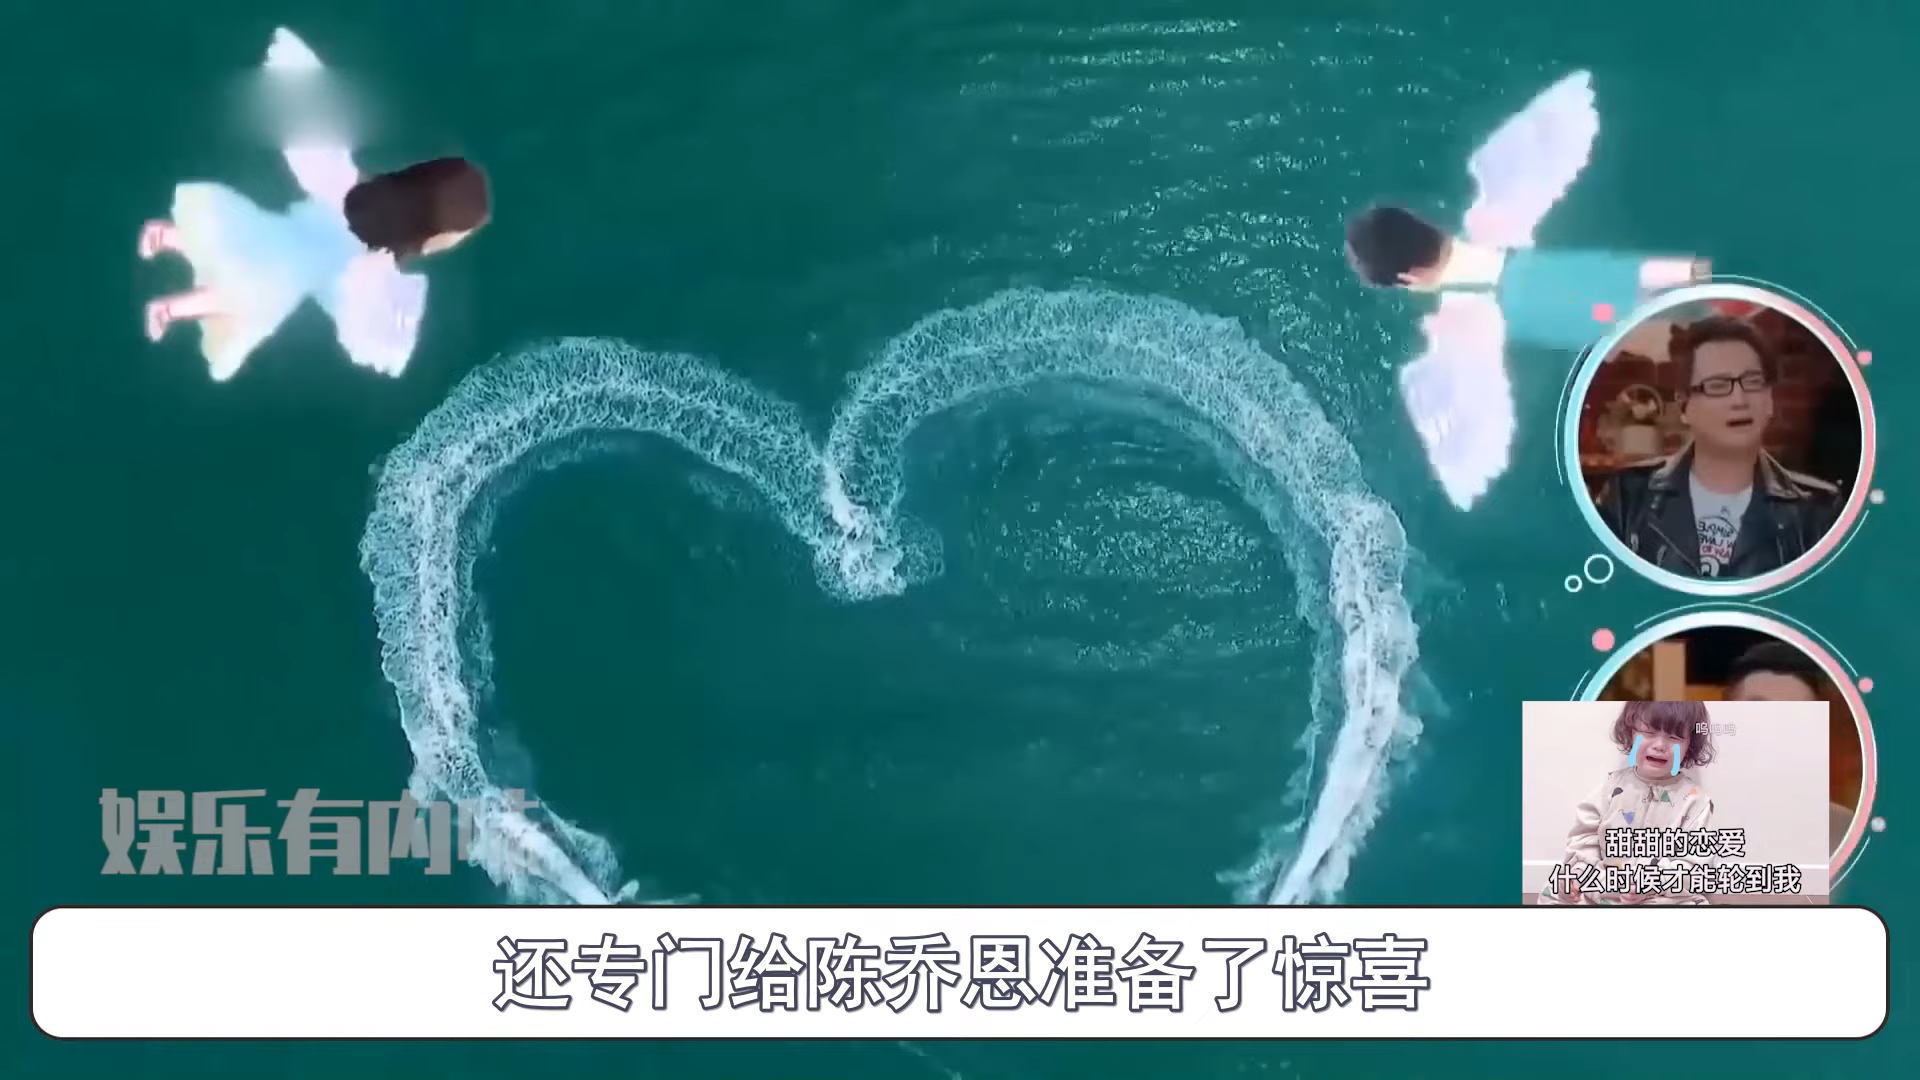 呜呜呜
娱乐有内味
甜甜的恋爱
什么时候才能轮到我
还专门给陈乔恩准备了惊喜